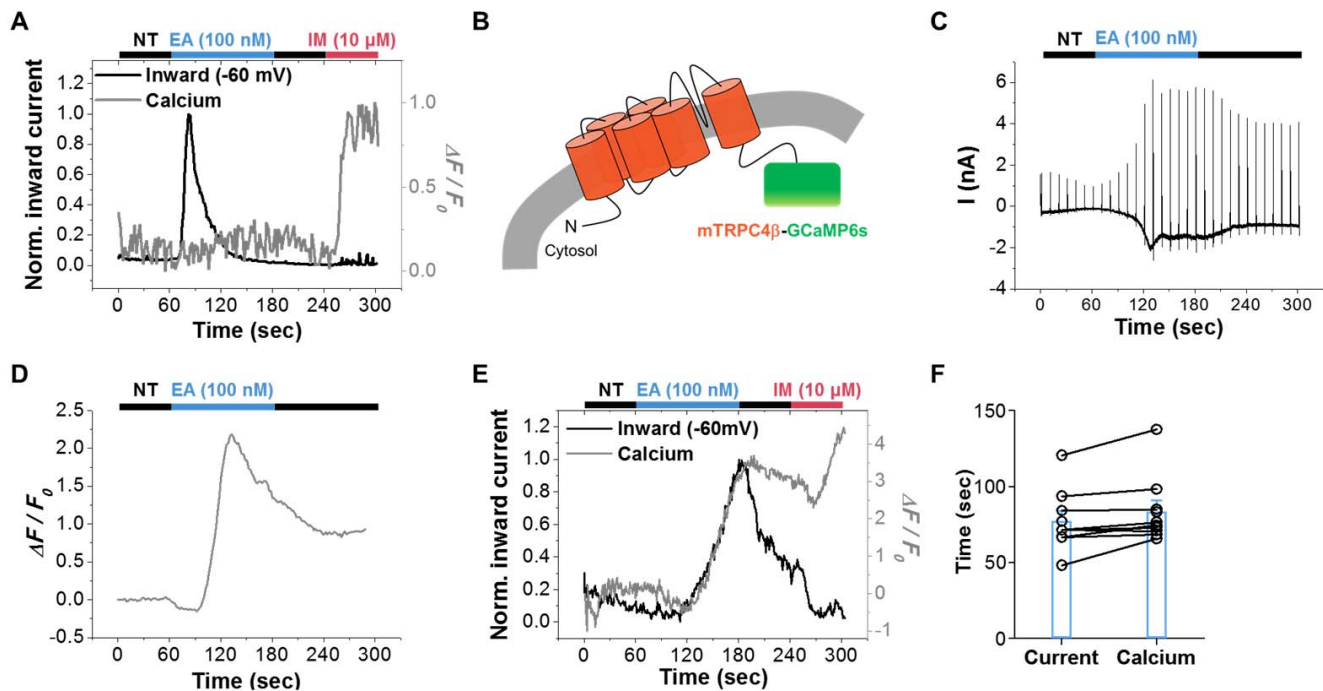 A
NT EA (100 nM) IM (10 µM)
Inward (-60 mV)
Calcium
Norm. inward current
1.2
1.0
0.8
0.6
0.4
0.2
0.0
1.0
0.5
0.0
ΔF / F0
0 60 120 180 240 300
Time (sec)
B
N
Cytosol
mTRPC4β-GCaMP6s
C
NT EA (100 nM)
I (nA)
6
4
2
0
-2
-4
0 60 120 180 240 300
Time (sec)
D
NT EA (100 nM)
ΔF / F0
2.5
2.0
1.5
1.0
0.5
0.0
-0.5
0 60 120 180 240 300
Time (sec)
E
NT EA (100 nM) IM (10 µM)
Inward (-60mV)
Calcium
Norm. inward current
1.2
1.0
0.8
0.6
0.4
0.2
0.0
4
3
2
1
0
-1
ΔF / F0
0 60 120 180 240 300
Time (sec)
F
Time (sec)
150
100
50
0
Current Calcium